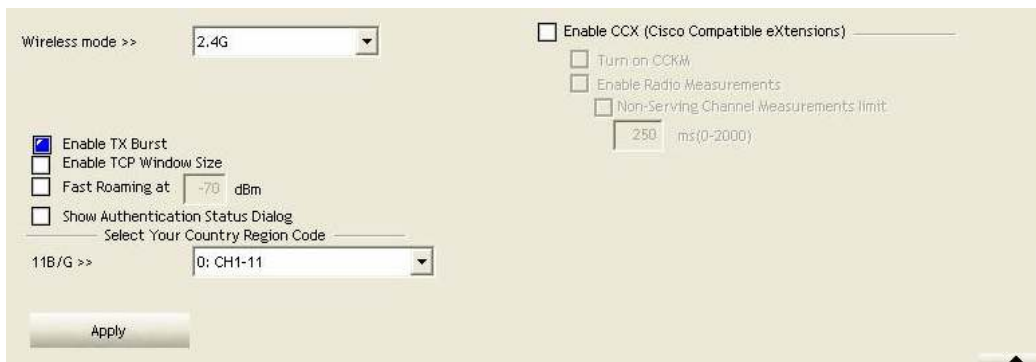 Wireless mode >>
2.4G
Enable TX Burst
Enable TCP Window Size
Fast Roaming at -70 dBm
Show Authentication Status Dialog
Select Your Country Region Code
11B/G >>
0: CH1-11
Apply
Enable CCX (Cisco Compatible eXtensions)
Turn on CCKM
Enable Radio Measurements
Non-Serving Channel Measurements limit
250 ms(0-2000)